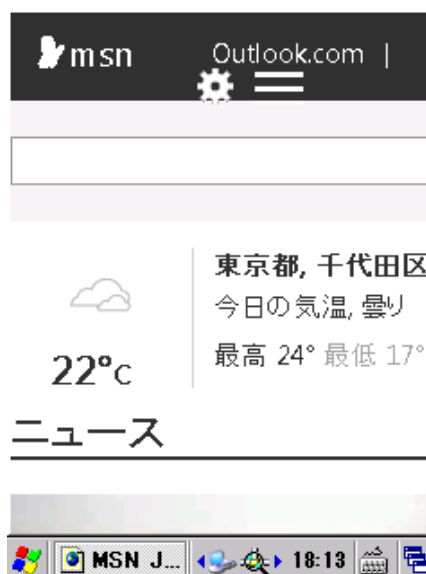 msn Outlook.com |
東京都, 千代田区
今日の気温, 曇り
22°C
最高 24° 最低 17°
ニュース
MSN J... 18:13